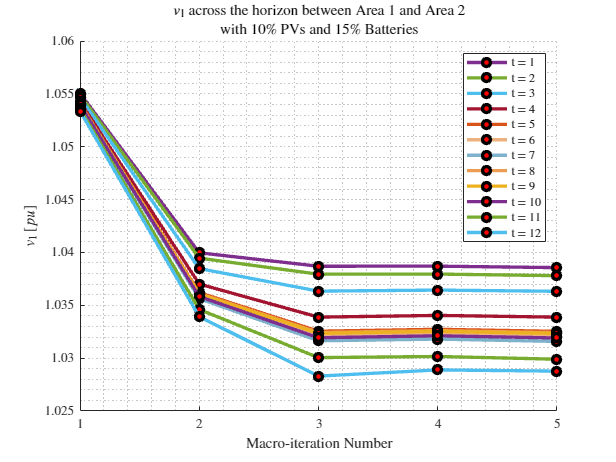 v1 across the horizon between Area 1 and Area 2
with 10% PVs and 15% Batteries
1.06
1.055
1.05
1.045
1.04
1.035
1.03
1.025
v1 [pu]
t = 1
t = 2
t = 3
t = 4
t = 5
t = 6
t = 7
t = 8
t = 9
t = 10
t = 11
t = 12
1 2 3 4 5
Macro-iteration Number